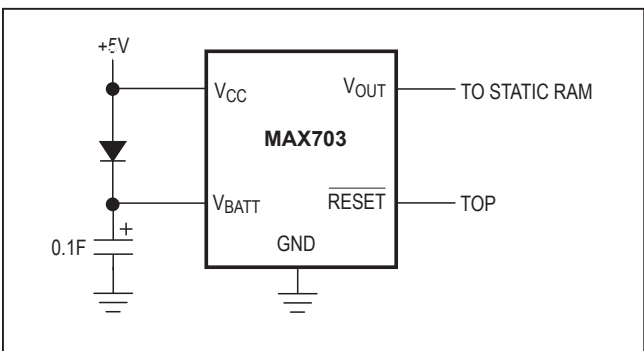 +5V
VCC
VOUT
TO STATIC RAM
MAX703
VBATT
RESET
TOP
0.1F
+
GND